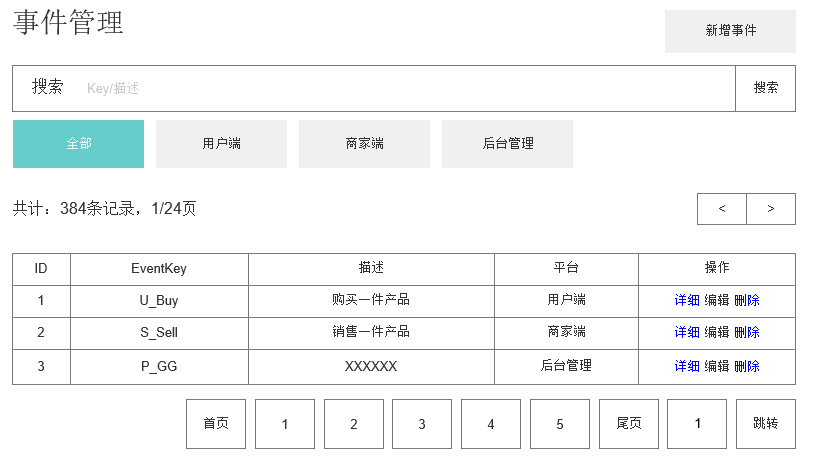 事件管理
新增事件
搜索 Key/描述 搜索
全部 用户端 商家端 后台管理
共计：384条记录，1/24页 < >
ID EventKey 描述 平台 操作
1 U_Buy 购买一件产品 用户端 详细 编辑 删除
2 S_Sell 销售一件产品 商家端 详细 编辑 删除
3 P_GG XXXXXX 后台管理 详细 编辑 删除
首页 1 2 3 4 5 尾页 1 跳转